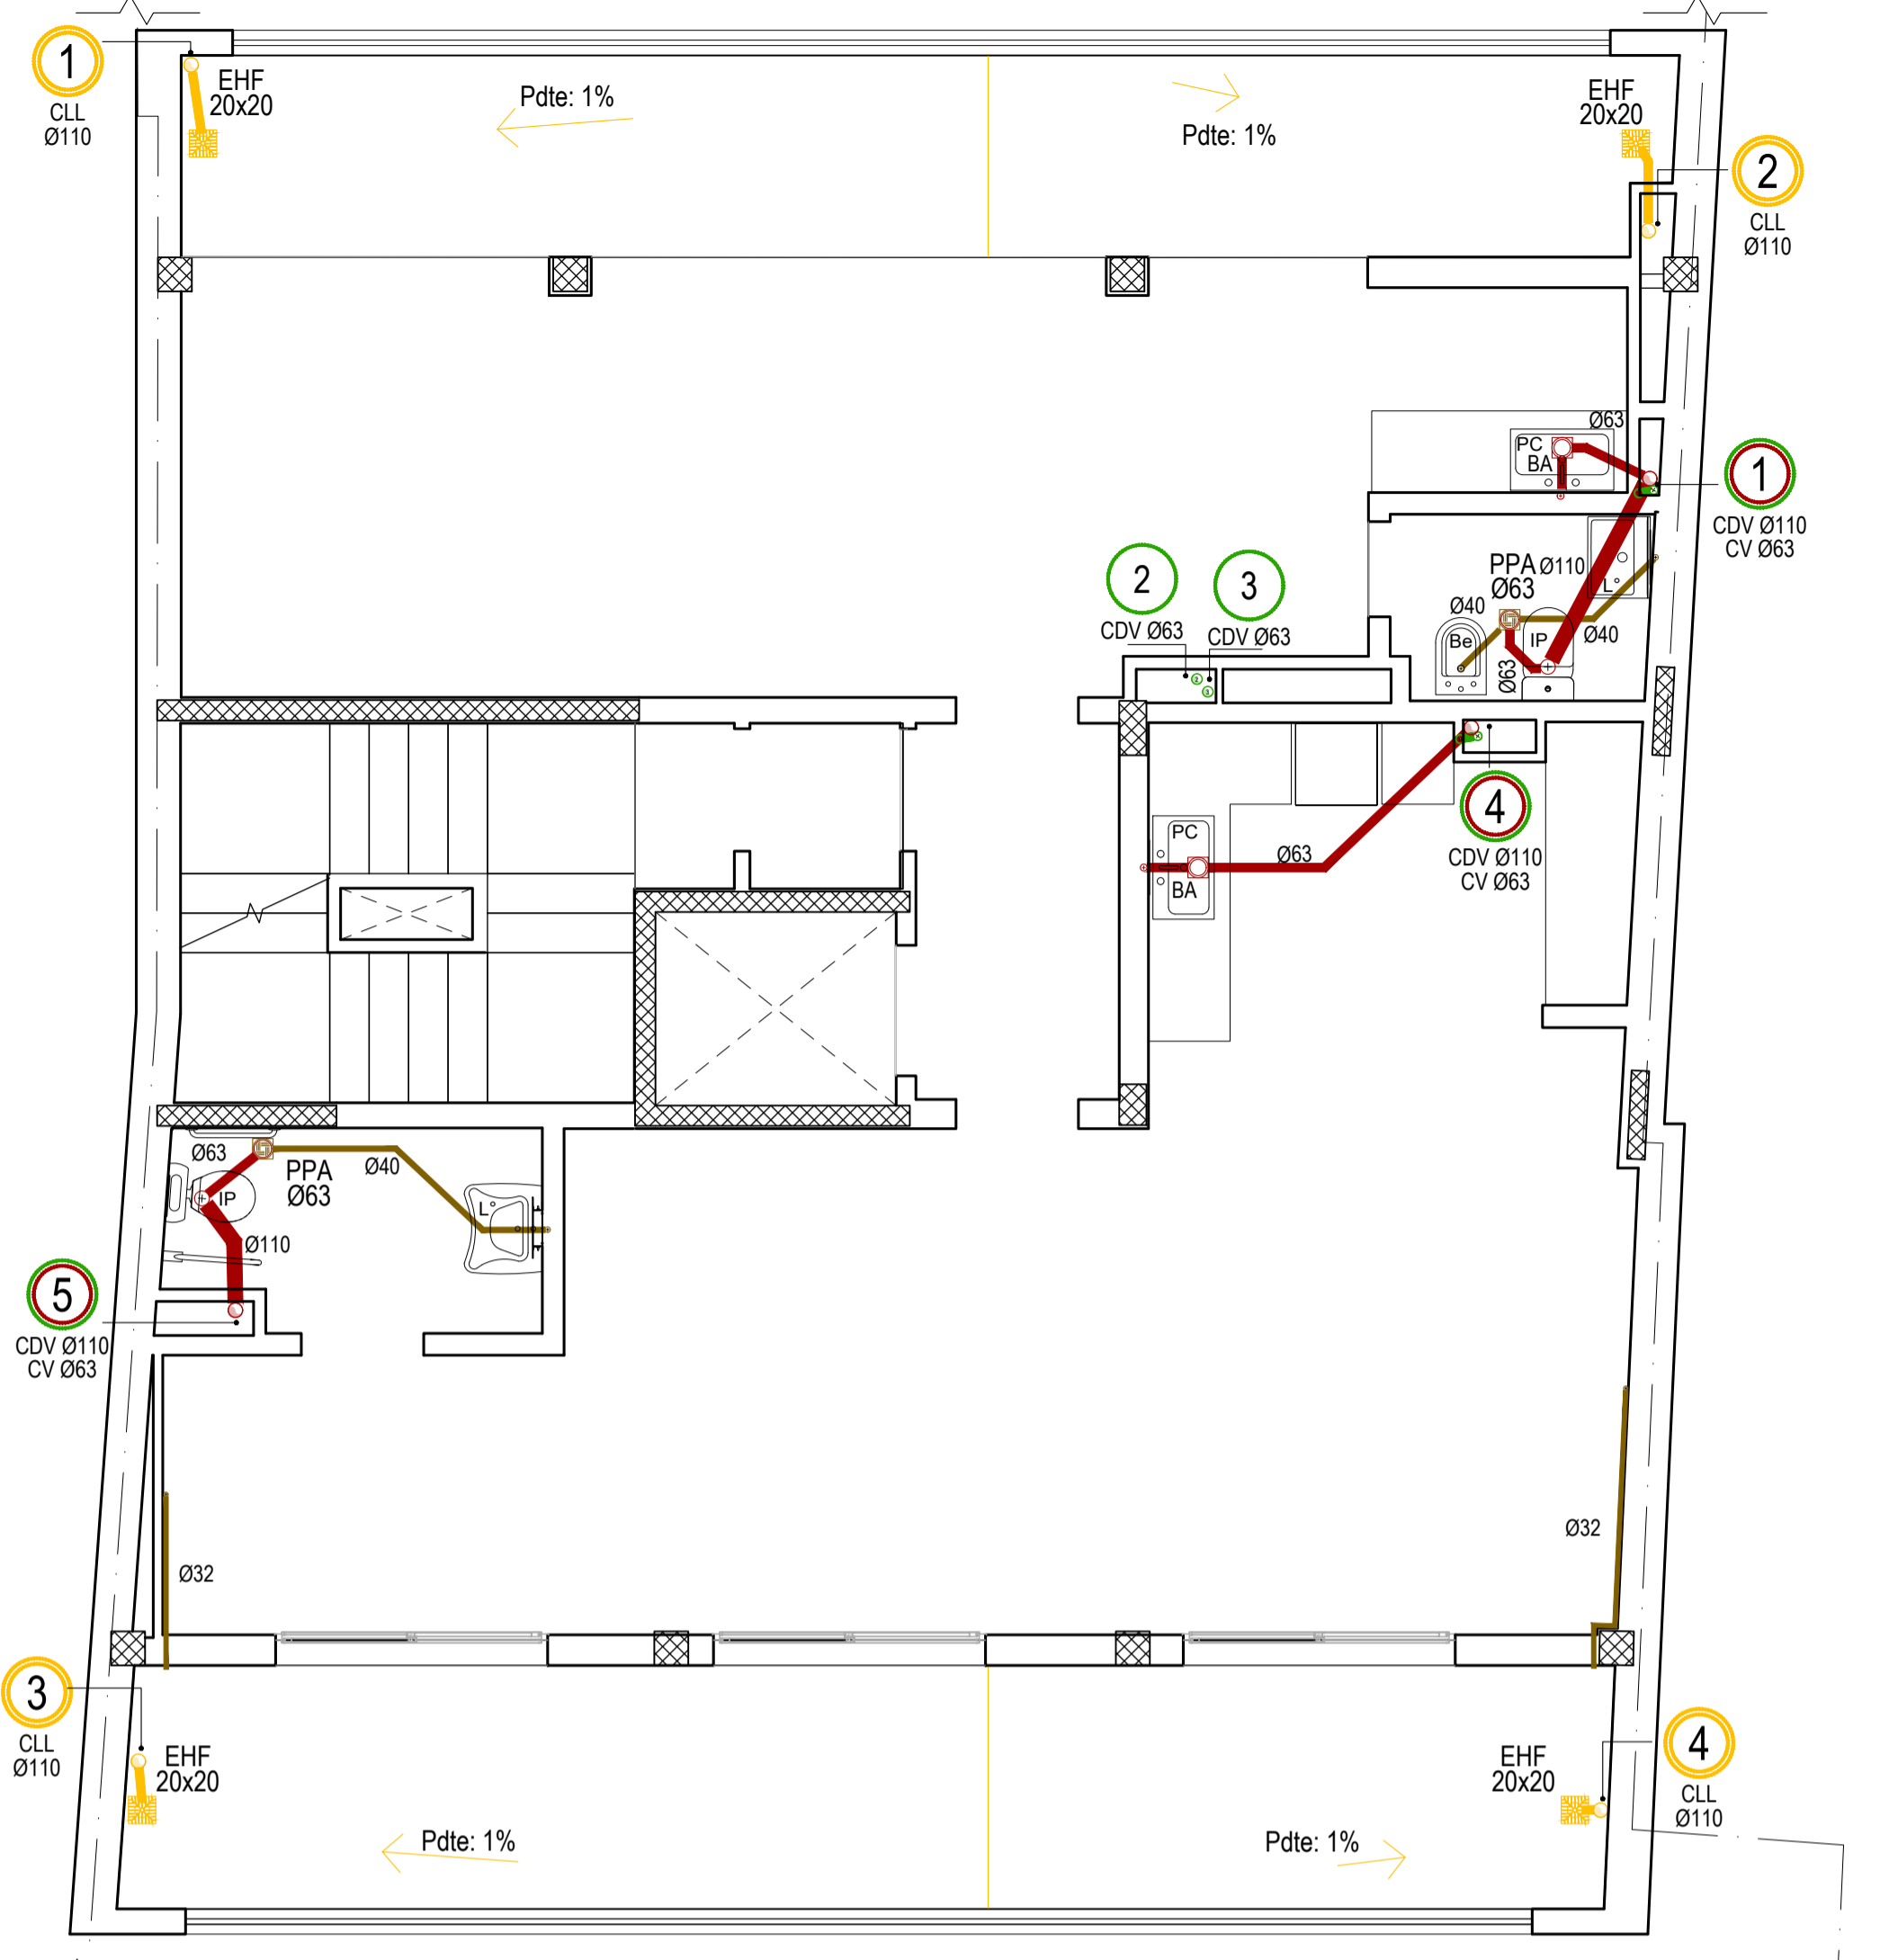 1
CLL
Ø110
EHF
20x20
Pdte: 1%
Pdte: 1%
EHF
20x20
2
CLL
Ø110
Ø63
PC
BA
1
CDV Ø110
CV Ø63
2
CDV Ø63
3
CDV Ø63
PPA
Ø63
Ø110
L
Ø40
Be
IP
Ø40
Ø63
2
3
4
CDV Ø110
CV Ø63
PC
BA
Ø63
Ø63
PPA
Ø63
Ø40
IP
L
Ø110
5
CDV Ø110
CV Ø63
Ø32
Ø32
3
CLL
Ø110
EHF
20x20
EHF
20x20
4
CLL
Ø110
Pdte: 1%
Pdte: 1%